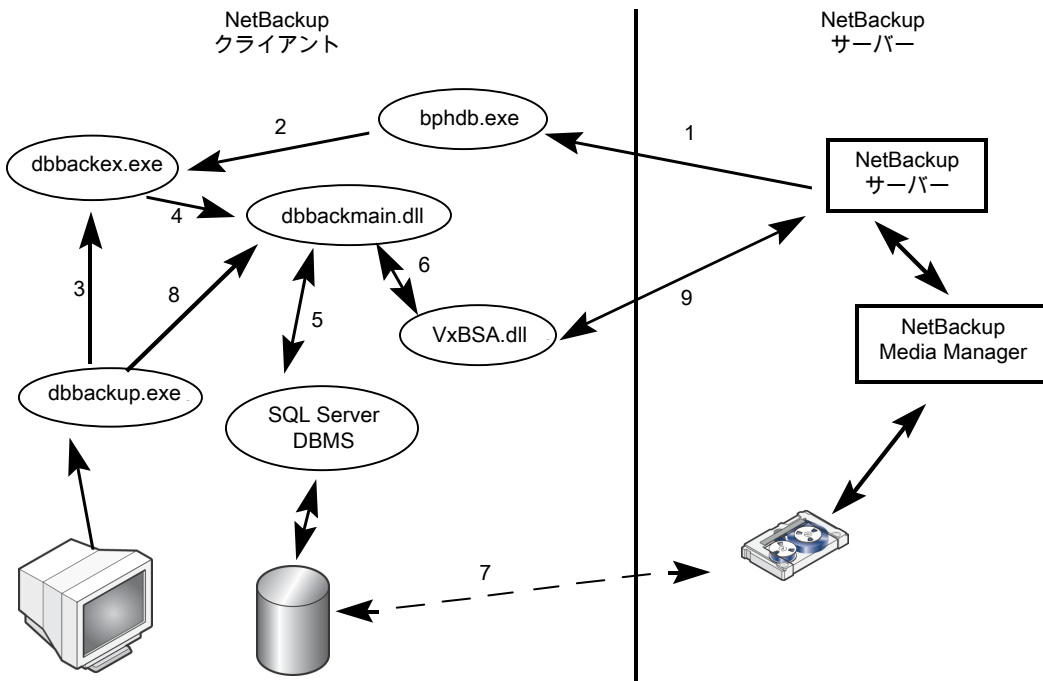 NetBackup
クライアント
NetBackup
サーバー
bphdb.exe
2
1
dbbackex.exe
NetBackup
サーバー
4
dbbackmain.dll
6
3
8
5
9
VxBSA.dll
NetBackup
Media Manager
dbbackup.exe
SQL Server
DBMS
7